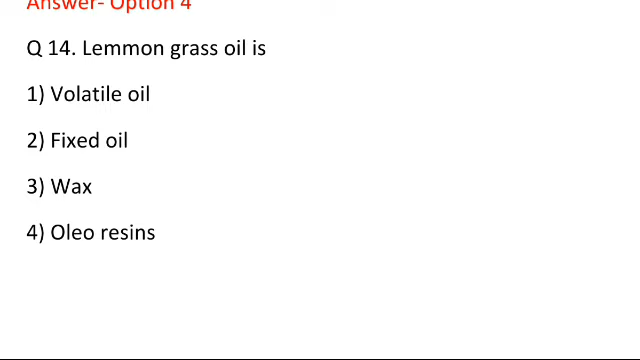 Answer- Option 4
Q 14. Lemmon grass oil is
1) Volatile oil
2) Fixed oil
3) Wax
4) Oleo resins